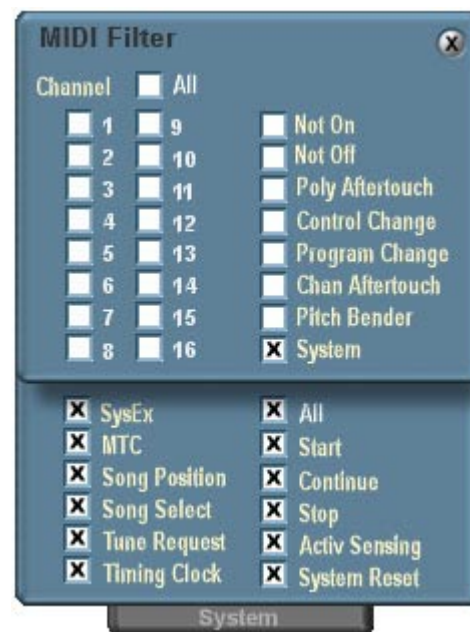 MIDI Filter X
Channel All
1 9 Not On
2 10 Not Off
3 11 Poly Aftertouch
4 12 Control Change
5 13 Program Change
6 14 Chan Aftertouch
7 15 Pitch Bender
8 16 X System
X SysEx X All
X MTC X Start
X Song Position X Continue
X Song Select X Stop
X Tune Request X Activ Sensing
X Timing Clock X System Reset
System